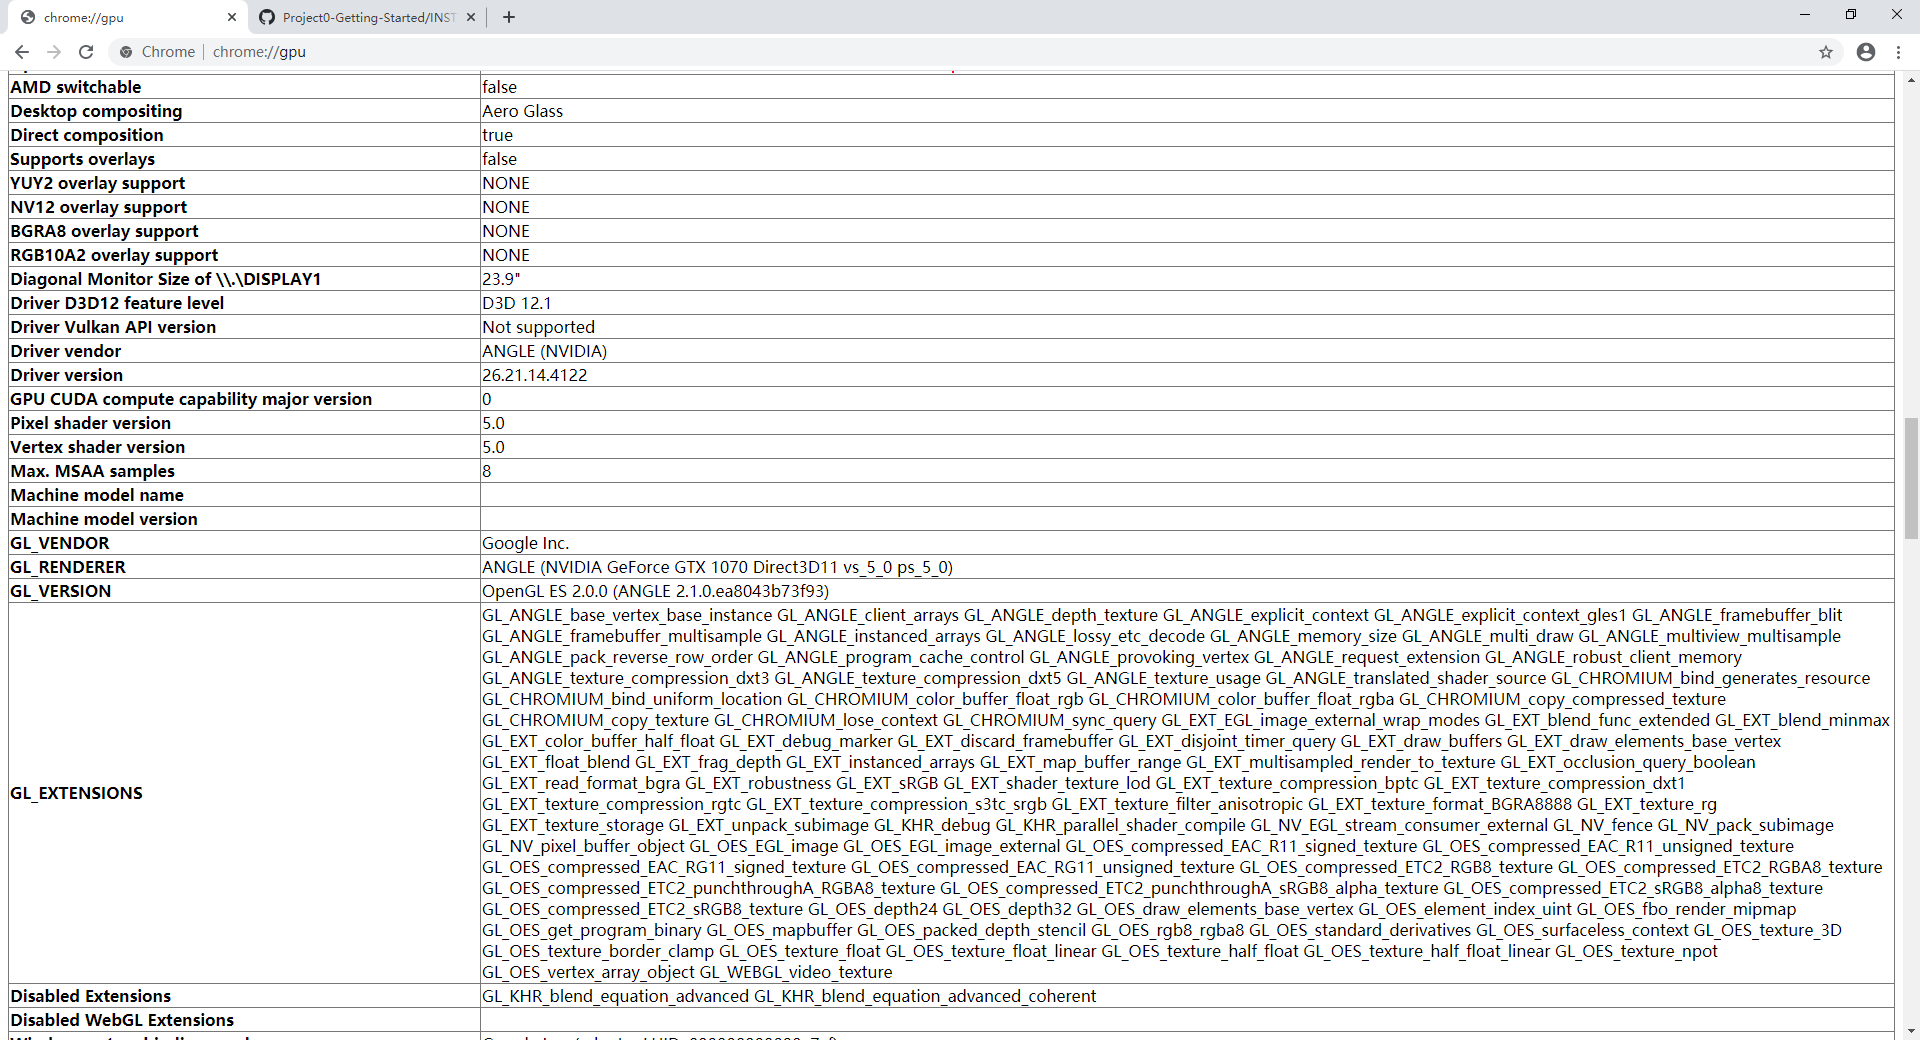 chrome://gpu
Project0-Getting-Started/INST
Chrome | chrome://gpu
AMD switchable false
Desktop compositing Aero Glass
Direct composition true
Supports overlays false
YUY2 overlay support NONE
NV12 overlay support NONE
BGRA8 overlay support NONE
RGB10A2 overlay support NONE
Diagonal Monitor Size of \\.\DISPLAY1 23.9"
Driver D3D12 feature level D3D 12.1
Driver Vulkan API version Not supported
Driver vendor ANGLE (NVIDIA)
Driver version 26.21.14.4122
GPU CUDA compute capability major version 0
Pixel shader version 5.0
Vertex shader version 5.0
Max. MSAA samples 8
Machine model name
Machine model version
GL_VENDOR Google Inc.
GL_RENDERER ANGLE (NVIDIA GeForce GTX 1070 Direct3D11 vs_5_0 ps_5_0)
GL_VERSION OpenGL ES 2.0.0 (ANGLE 2.1.0.ea8043b73f93)
GL_EXTENSIONS
GL_ANGLE_base_vertex_base_instance GL_ANGLE_client_arrays GL_ANGLE_depth_texture GL_ANGLE_explicit_context GL_ANGLE_explicit_context_gles1 GL_ANGLE_framebuffer_blit
GL_ANGLE_framebuffer_multisample GL_ANGLE_instanced_arrays GL_ANGLE_lossy_etc_decode GL_ANGLE_memory_size GL_ANGLE_multi_draw GL_ANGLE_multiview_multisample
GL_ANGLE_pack_reverse_row_order GL_ANGLE_program_cache_control GL_ANGLE_provoking_vertex GL_ANGLE_request_extension GL_ANGLE_robust_client_memory
GL_ANGLE_texture_compression_dxt3 GL_ANGLE_texture_compression_dxt5 GL_ANGLE_texture_usage GL_ANGLE_translated_shader_source GL_CHROMIUM_bind_generates_resource
GL_CHROMIUM_bind_uniform_location GL_CHROMIUM_color_buffer_float_rgb GL_CHROMIUM_color_buffer_float_rgba GL_CHROMIUM_copy_compressed_texture
GL_CHROMIUM_copy_texture GL_CHROMIUM_lose_context GL_CHROMIUM_sync_query GL_EXT_EGL_image_external_wrap_modes GL_EXT_blend_func_extended GL_EXT_blend_minmax
GL_EXT_color_buffer_half_float GL_EXT_debug_marker GL_EXT_discard_framebuffer GL_EXT_disjoint_timer_query GL_EXT_draw_buffers GL_EXT_draw_elements_base_vertex
GL_EXT_float_blend GL_EXT_frag_depth GL_EXT_instanced_arrays GL_EXT_map_buffer_range GL_EXT_multisampled_render_to_texture GL_EXT_occlusion_query_boolean
GL_EXT_read_format_bgra GL_EXT_robustness GL_EXT_sRGB GL_EXT_shader_texture_lod GL_EXT_texture_compression_bptc GL_EXT_texture_compression_dxt1
GL_EXT_texture_compression_rgtc GL_EXT_texture_compression_s3tc_srgb GL_EXT_texture_filter_anisotropic GL_EXT_texture_format_BGRA8888 GL_EXT_texture_rg
GL_EXT_texture_storage GL_EXT_unpack_subimage GL_KHR_debug GL_KHR_parallel_shader_compile GL_NV_EGL_stream_consumer_external GL_NV_fence GL_NV_pack_subimage
GL_NV_pixel_buffer_object GL_OES_EGL_image GL_OES_EGL_image_external GL_OES_compressed_EAC_R11_signed_texture GL_OES_compressed_EAC_R11_unsigned_texture
GL_OES_compressed_EAC_RG11_signed_texture GL_OES_compressed_EAC_RG11_unsigned_texture GL_OES_compressed_ETC2_RGB8_texture GL_OES_compressed_ETC2_RGBA8_texture
GL_OES_compressed_ETC2_punchthroughA_RGBA8_texture GL_OES_compressed_ETC2_punchthroughA_sRGB8_alpha_texture GL_OES_compressed_ETC2_sRGB8_alpha8_texture
GL_OES_compressed_ETC2_sRGB8_texture GL_OES_depth24 GL_OES_depth32 GL_OES_draw_elements_base_vertex GL_OES_element_index_uint GL_OES_fbo_render_mipmap
GL_OES_get_program_binary GL_OES_mapbuffer GL_OES_packed_depth_stencil GL_OES_rgb8_rgba8 GL_OES_standard_derivatives GL_OES_surfaceless_context GL_OES_texture_3D
GL_OES_texture_border_clamp GL_OES_texture_float GL_OES_texture_float_linear GL_OES_texture_half_float GL_OES_texture_half_float_linear GL_OES_texture_npot
GL_OES_vertex_array_object GL_WEBGL_video_texture
Disabled Extensions GL_KHR_blend_equation_advanced GL_KHR_blend_equation_advanced_coherent
Disabled WebGL Extensions